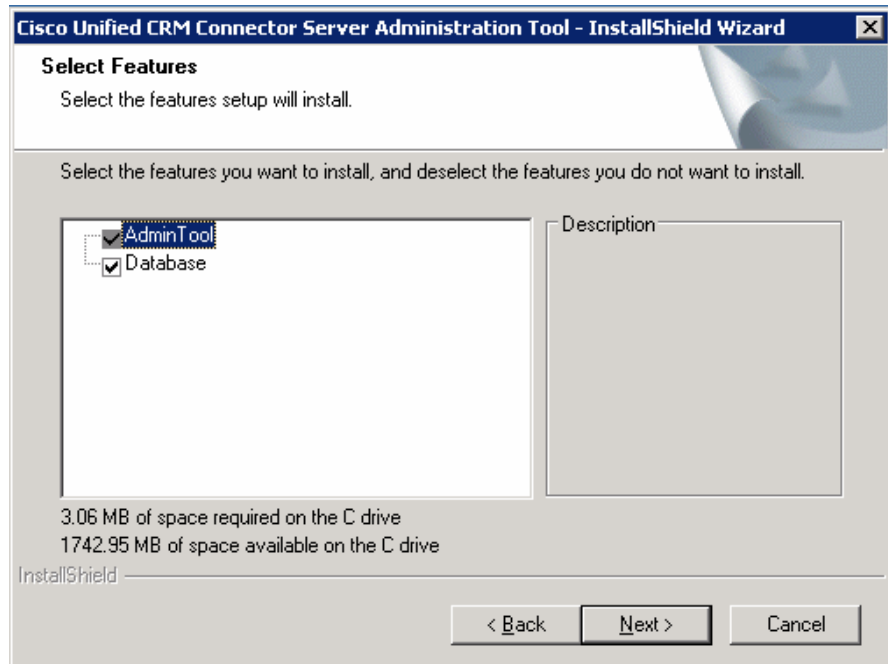 Cisco Unified CRM Connector Server Administration Tool - InstallShield Wizard
Select Features
Select the features setup will install.
Select the features you want to install, and deselect the features you do not want to install.
AdminTool
Database
Description
3.06 MB of space required on the C drive
1742.95 MB of space available on the C drive
InstallShield
< Back
Next >
Cancel